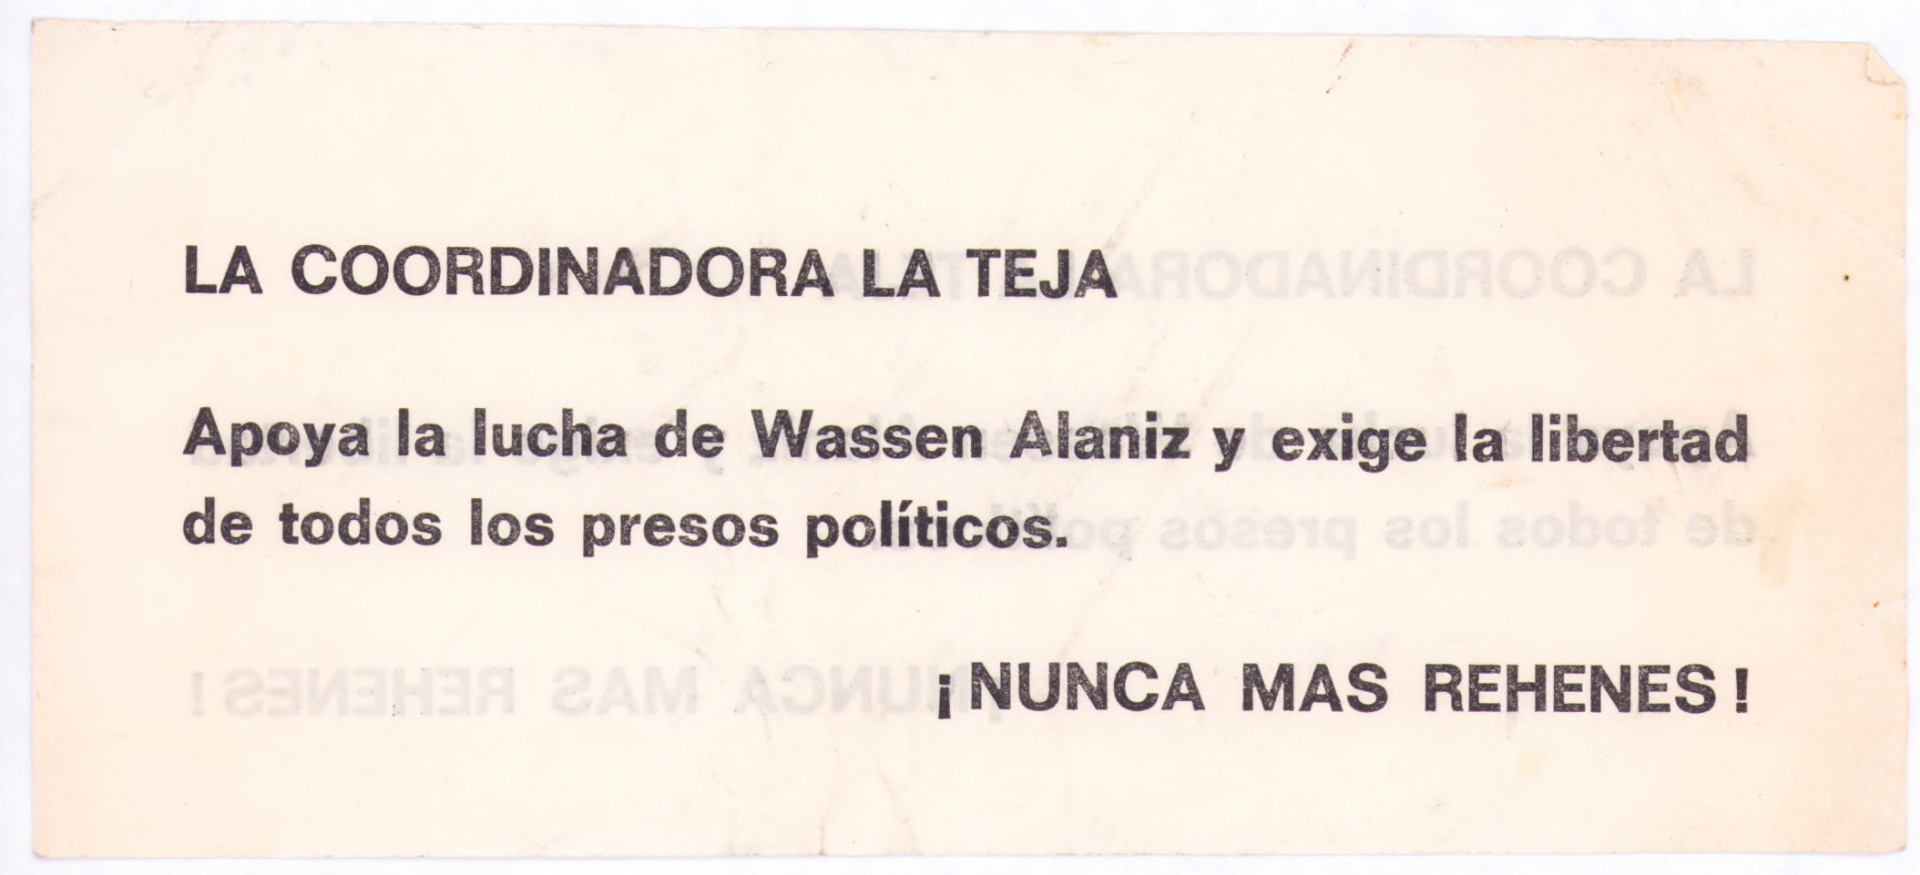 LA COORDINADORA LA TEJA
Apoya la lucha de Wassen Alaniz y exige la libertad
de todos los presos políticos.
¡NUNCA MAS REHENES!